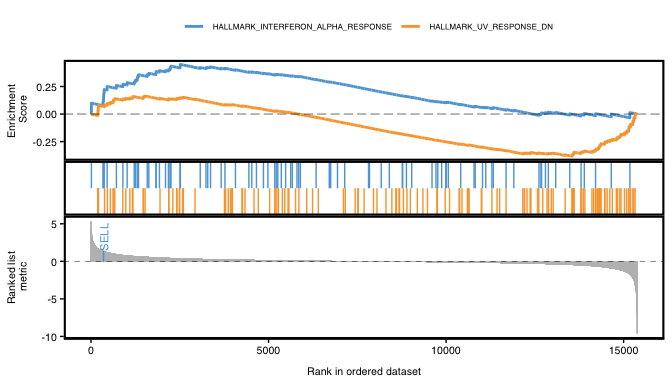 HALLMARK_INTERFERON_ALPHA_RESPONSE HALLMARK_UV_RESPONSE_DN
Enrichment
Score
0.25
0.00
-0.25
SELL
Ranked list
metric
5
0
-5
-10
0 5000 10000 15000
Rank in ordered dataset